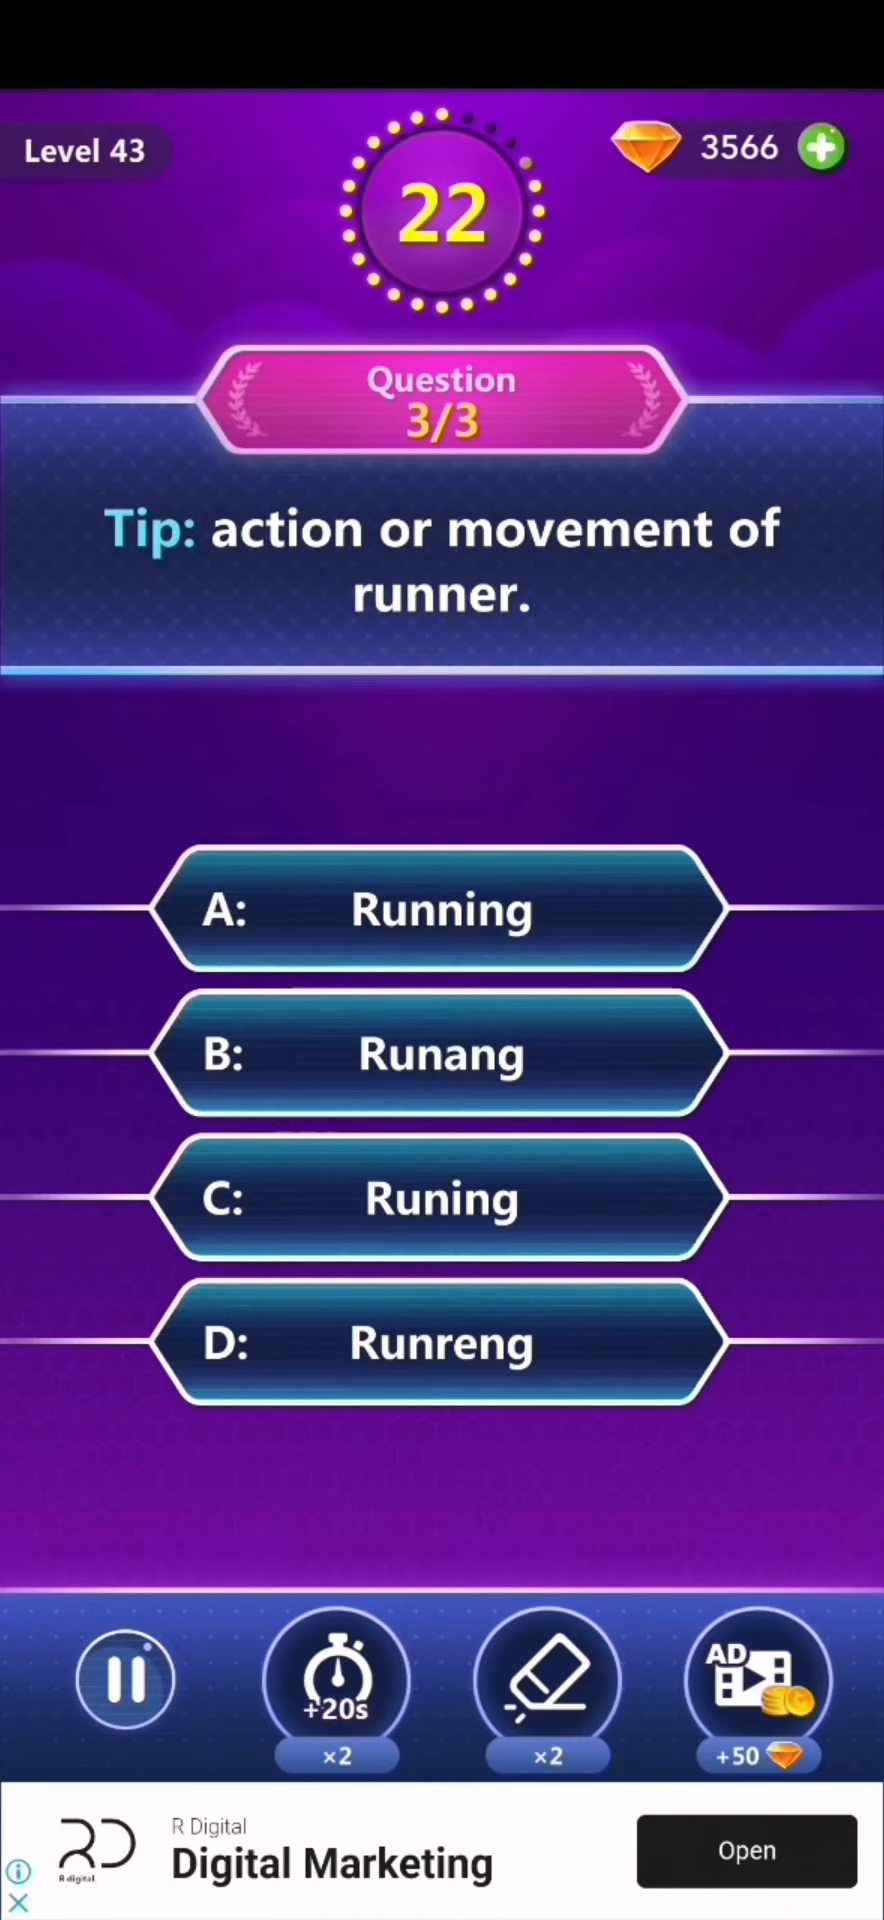 Level 43
22
3566
Question
3/3
Tip: action or movement of
runner.
A: Running
B: Runang
C: Runing
D: Runreng
+20s
AD
×2
×2
+50
R Digital
Digital Marketing
R digital
Open